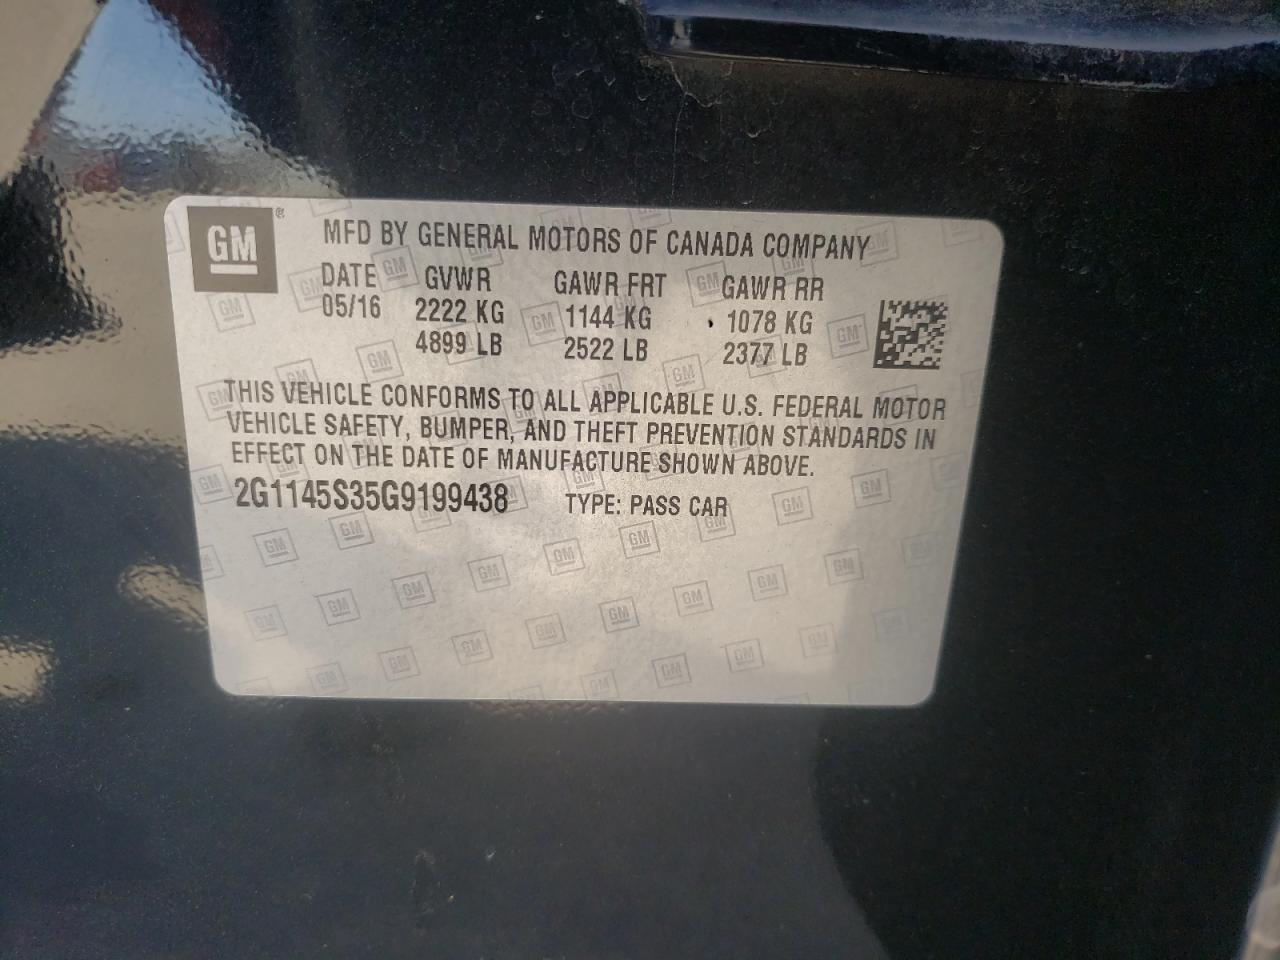 GM ®
MFD BY GENERAL MOTORS OF CANADA COMPANY
DATE GVWR GAWR FRT GAWR RR
05/16 2222 KG 1144 KG 1078 KG
4899 LB 2522 LB 2377 LB
THIS VEHICLE CONFORMS TO ALL APPLICABLE U.S. FEDERAL MOTOR
VEHICLE SAFETY, BUMPER, AND THEFT PREVENTION STANDARDS IN
EFFECT ON THE DATE OF MANUFACTURE SHOWN ABOVE.
2G1145S35G9199438 TYPE: PASS CAR